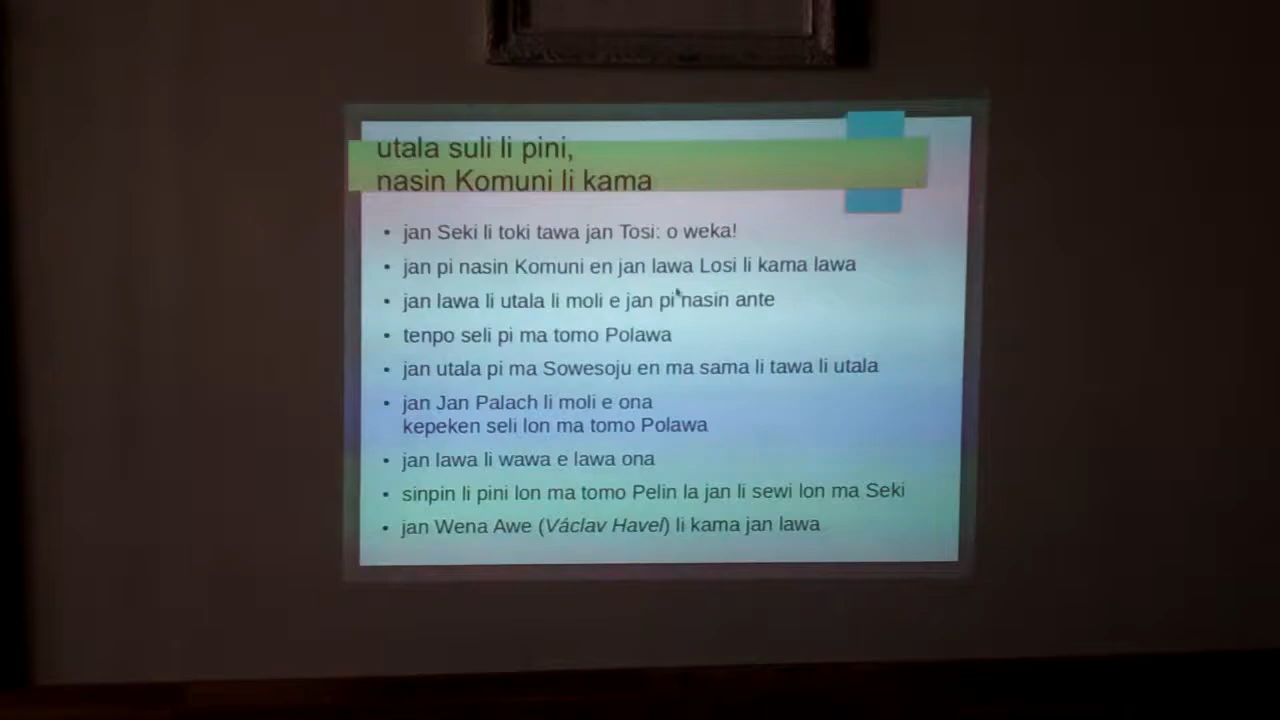 utala suli li pini,
nasin Komuni li kama
• jan Seki li toki tawa jan Tosi: o weka!
• jan pi nasin Komuni en jan lawa Losi li kama lawa
• jan lawa li utala li moli e jan pi nasin ante
• tenpo seli pi ma tomo Polawa
• jan utala pi ma Sowesoju en ma sama li tawa li utala
• jan Jan Palach li moli e ona
kepeken seli lon ma tomo Polawa
• jan lawa li wawa e lawa ona
• sinpin li pini lon ma tomo Pelin la jan li sewi lon ma Seki
• jan Wena Awe (Václav Havel) li kama jan lawa